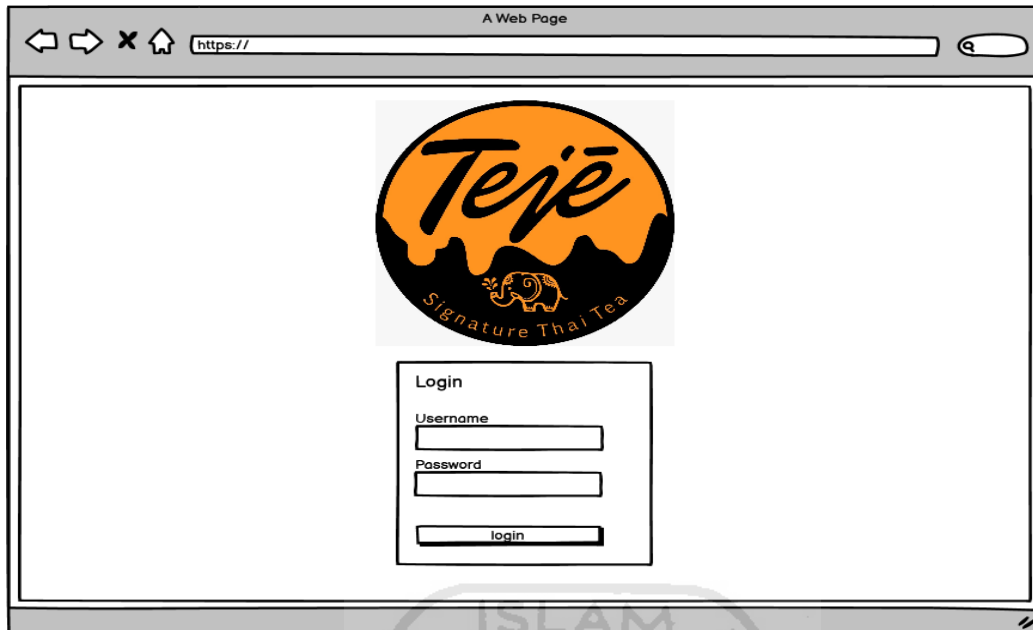 A Web Page
https://
Tejē
Signature Thai Tea
Login
Username
Password
login
ISLAM